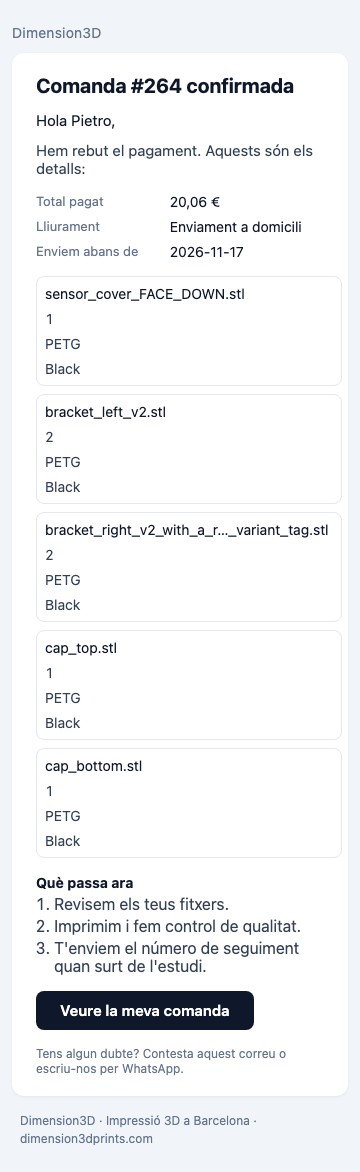 Dimension3D
Comanda #264 confirmada
Hola Pietro,
Hem rebut el pagament. Aquests són els
detalls:
Total pagat 20,06 €
Lliurament Enviament a domicili
Enviem abans de 2026-11-17
sensor_cover_FACE_DOWN.stl
1
PETG
Black
bracket_left_v2.stl
2
PETG
Black
bracket_right_v2_with_a_r..._variant_tag.stl
2
PETG
Black
cap_top.stl
1
PETG
Black
cap_bottom.stl
1
PETG
Black
Què passa ara
1. Revisem els teus fitxers.
2. Imprimim i fem control de qualitat.
3. T'enviem el número de seguiment
quan surt de l'estudi.
Veure la meva comanda
Tens algun dubte? Contesta aquest correu o
escriu-nos per WhatsApp.
Dimension3D · Impressió 3D a Barcelona ·
dimension3dprints.com